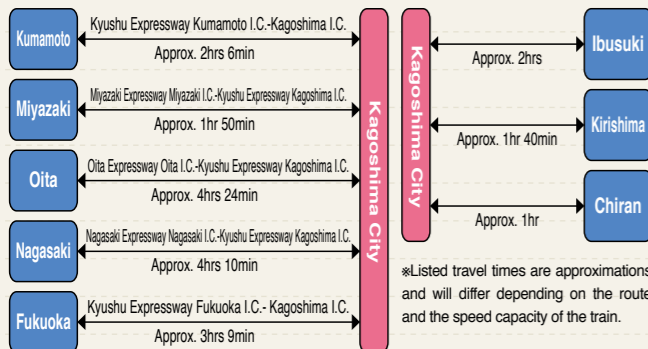 Kumamoto
Kyushu Expressway Kumamoto I.C.-Kagoshima I.C.
Approx. 2hrs 6min
Miyazaki
Miyazaki Expressway Miyazaki I.C.-Kyushu Expressway Kagoshima I.C.
Approx. 1hr 50min
Oita
Oita Expressway Oita I.C.-Kyushu Expressway Kagoshima I.C.
Approx. 4hrs 24min
Nagasaki
Nagasaki Expressway Nagasaki I.C.-Kyushu Expressway Kagoshima I.C.
Approx. 4hrs 10min
Fukuoka
Kyushu Expressway Fukuoka I.C.- Kagoshima I.C.
Approx. 3hrs 9min
Kagoshima City
Kagoshima City
Approx. 2hrs
Ibusuki
Approx. 1hr 40min
Kirishima
Approx. 1hr
Chiran
※Listed travel times are approximations
and will differ depending on the route
and the speed capacity of the train.